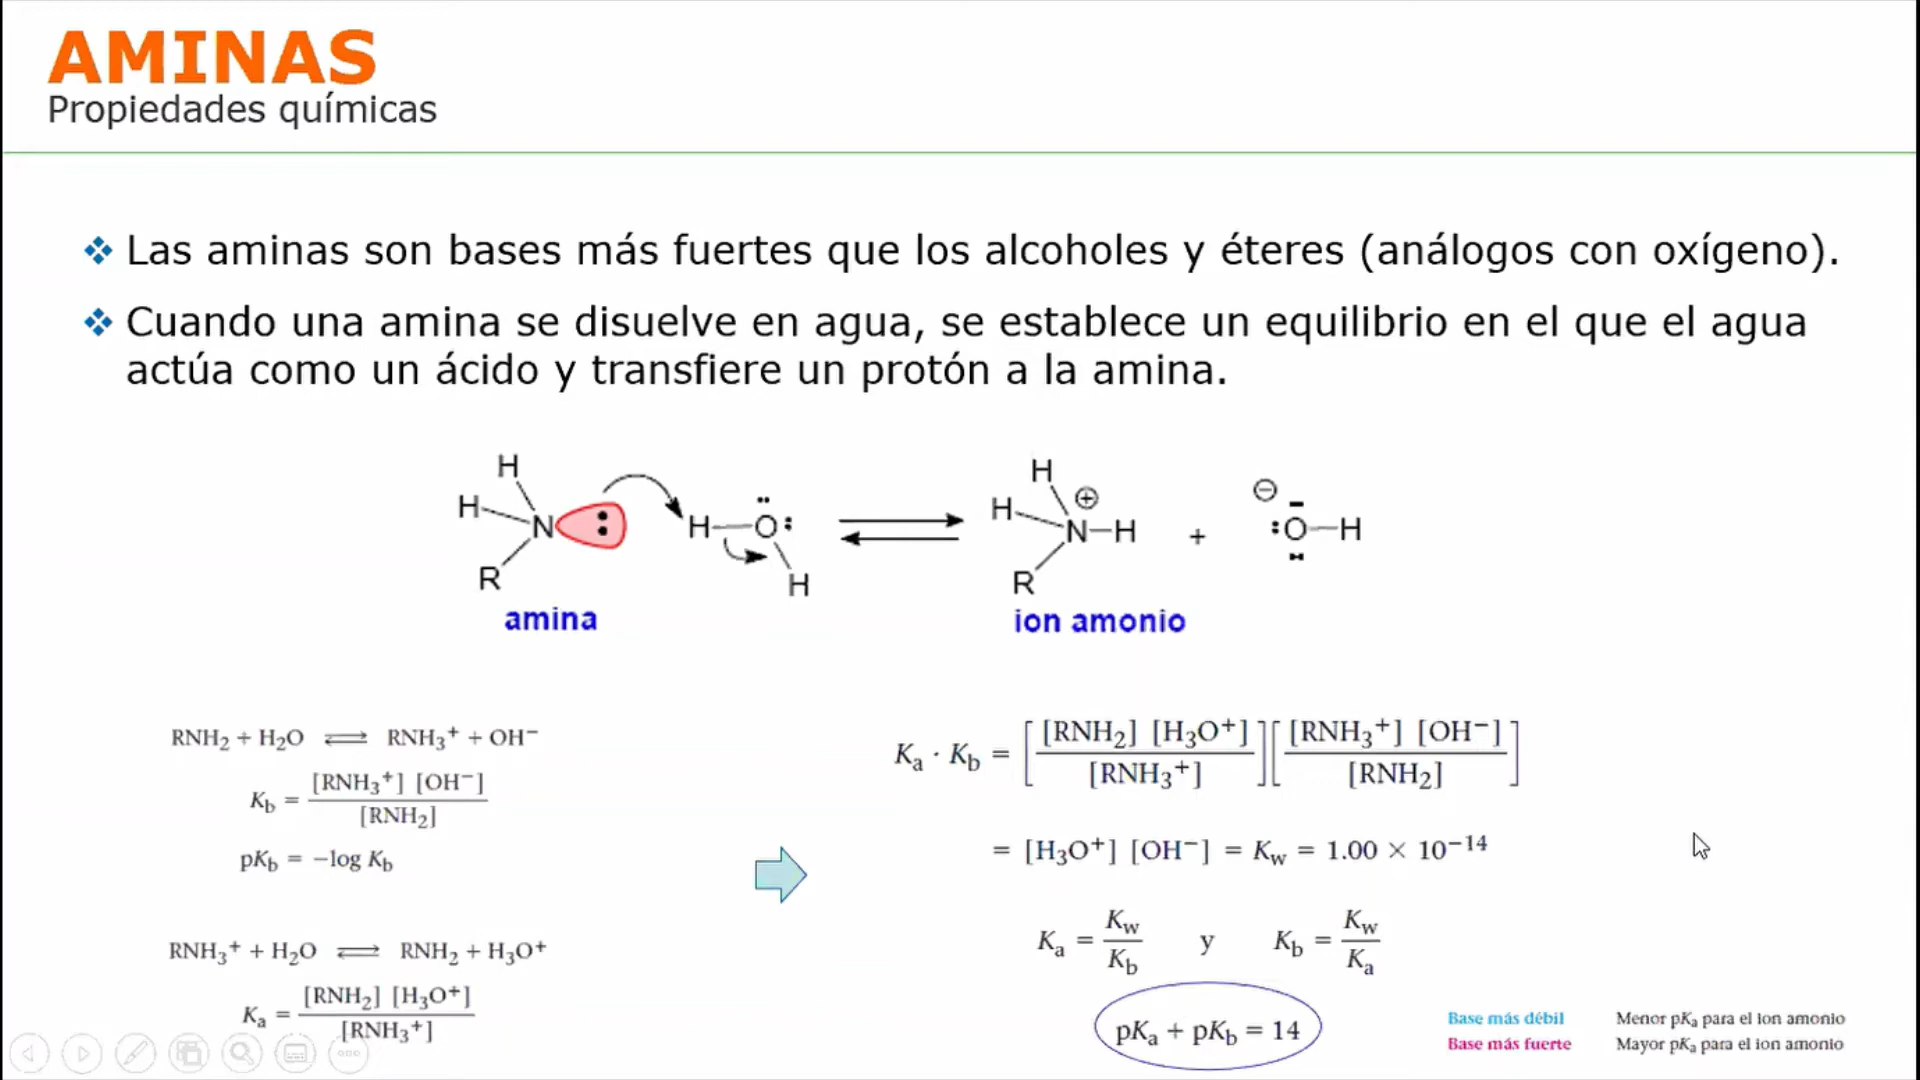 AMINAS
Propiedades químicas
❖ Las aminas son bases más fuertes que los alcoholes y éteres (análogos con oxígeno).
❖ Cuando una amina se disuelve en agua, se establece un equilibrio en el que el agua
actúa como un ácido y transfiere un protón a la amina.
H H N : R H—O: H ⇌ H H N—H ⊕ R + ⊖ :O—H
amina
ion amonio
RNH₂ + H₂O ⇌ RNH₃⁺ + OH⁻
Kb = [RNH₃⁺] [OH⁻] / [RNH₂]
pKb = −log Kb
RNH₃⁺ + H₂O ⇌ RNH₂ + H₃O⁺
Ka = [RNH₂] [H₃O⁺] / [RNH₃⁺]
Ka · Kb = [ [RNH₂] [H₃O⁺] / [RNH₃⁺] ] [ [RNH₃⁺] [OH⁻] / [RNH₂] ]
= [H₃O⁺] [OH⁻] = Kw = 1.00 × 10⁻¹⁴
Ka = Kw / Kb y Kb = Kw / Ka
pKa + pKb = 14
Base más débil Menor pKa para el ion amonio
Base más fuerte Mayor pKa para el ion amonio